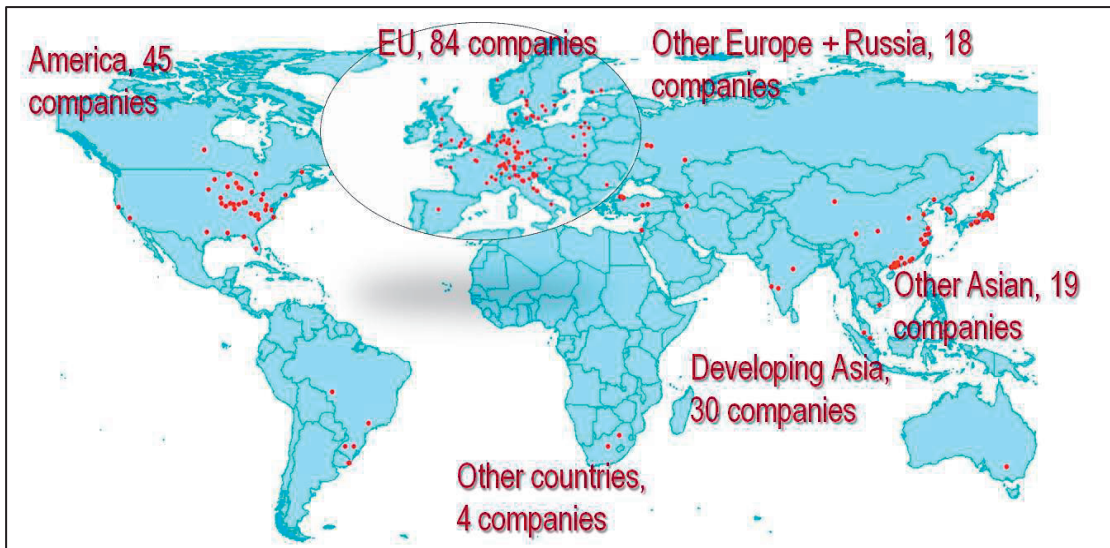 America, 45
companies
EU, 84 companies
Other Europe + Russia, 18
companies
Other Asian, 19
companies
Developing Asia,
30 companies
Other countries,
4 companies